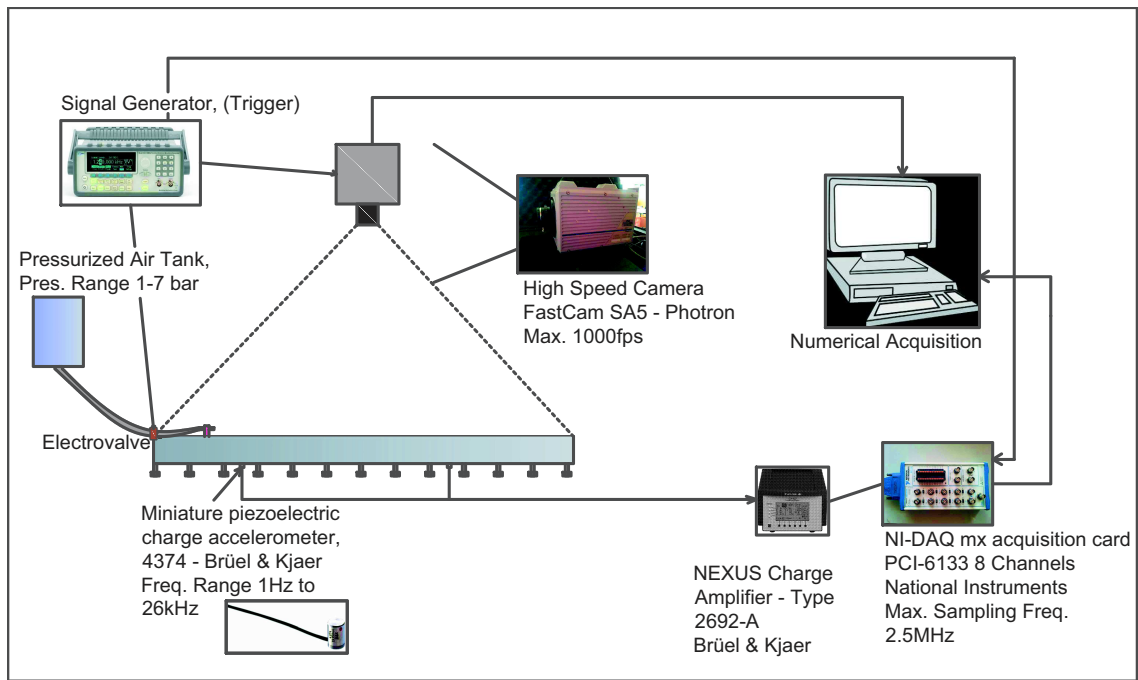 Signal Generator, (Trigger)
Pressurized Air Tank,
Pres. Range 1-7 bar
High Speed Camera
FastCam SA5 - Photron
Max. 1000fps
Numerical Acquisition
Electrovalve
Miniature piezoelectric
charge accelerometer,
4374 - Brüel & Kjaer
Freq. Range 1Hz to
26kHz
NEXUS Charge
Amplifier - Type
2692-A
Brüel & Kjaer
NI-DAQ mx acquisition card
PCI-6133 8 Channels
National Instruments
Max. Sampling Freq.
2.5MHz